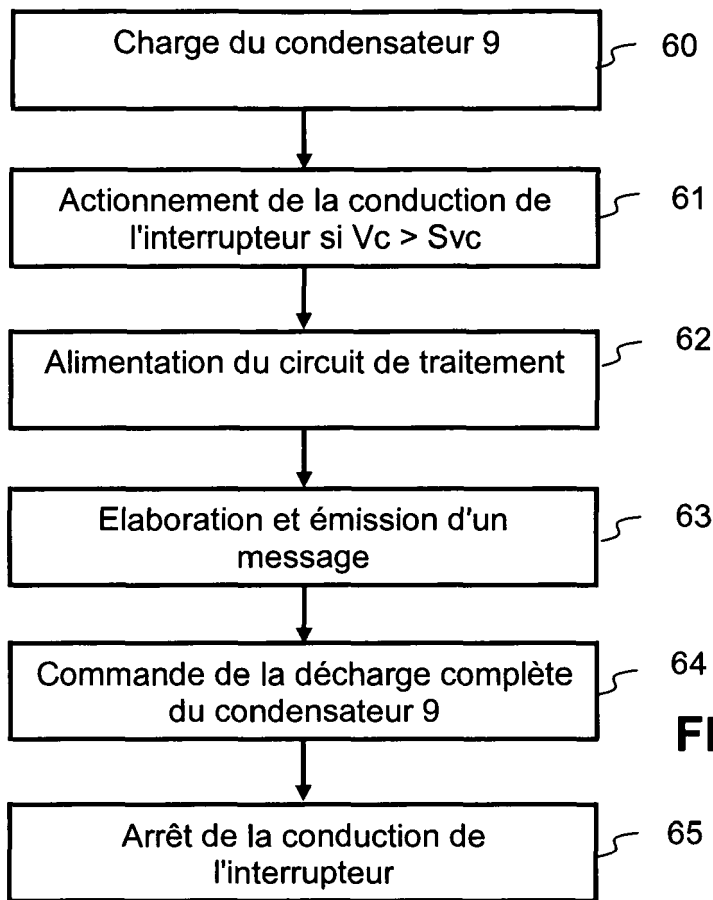 Charge du condensateur 9
60
Actionnement de la conduction de
l'interrupteur si Vc > Svc
61
Alimentation du circuit de traitement
62
Elaboration et émission d'un
message
63
Commande de la décharge complète
du condensateur 9
64
Arrêt de la conduction de
l'interrupteur
65